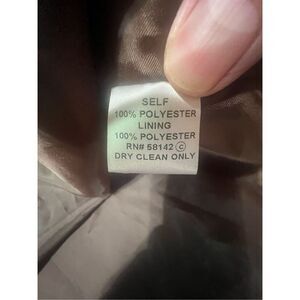 SELF
100% POLYESTER
LINING
100% POLYESTER
RN# 58142 Ⓒ
DRY CLEAN ONLY